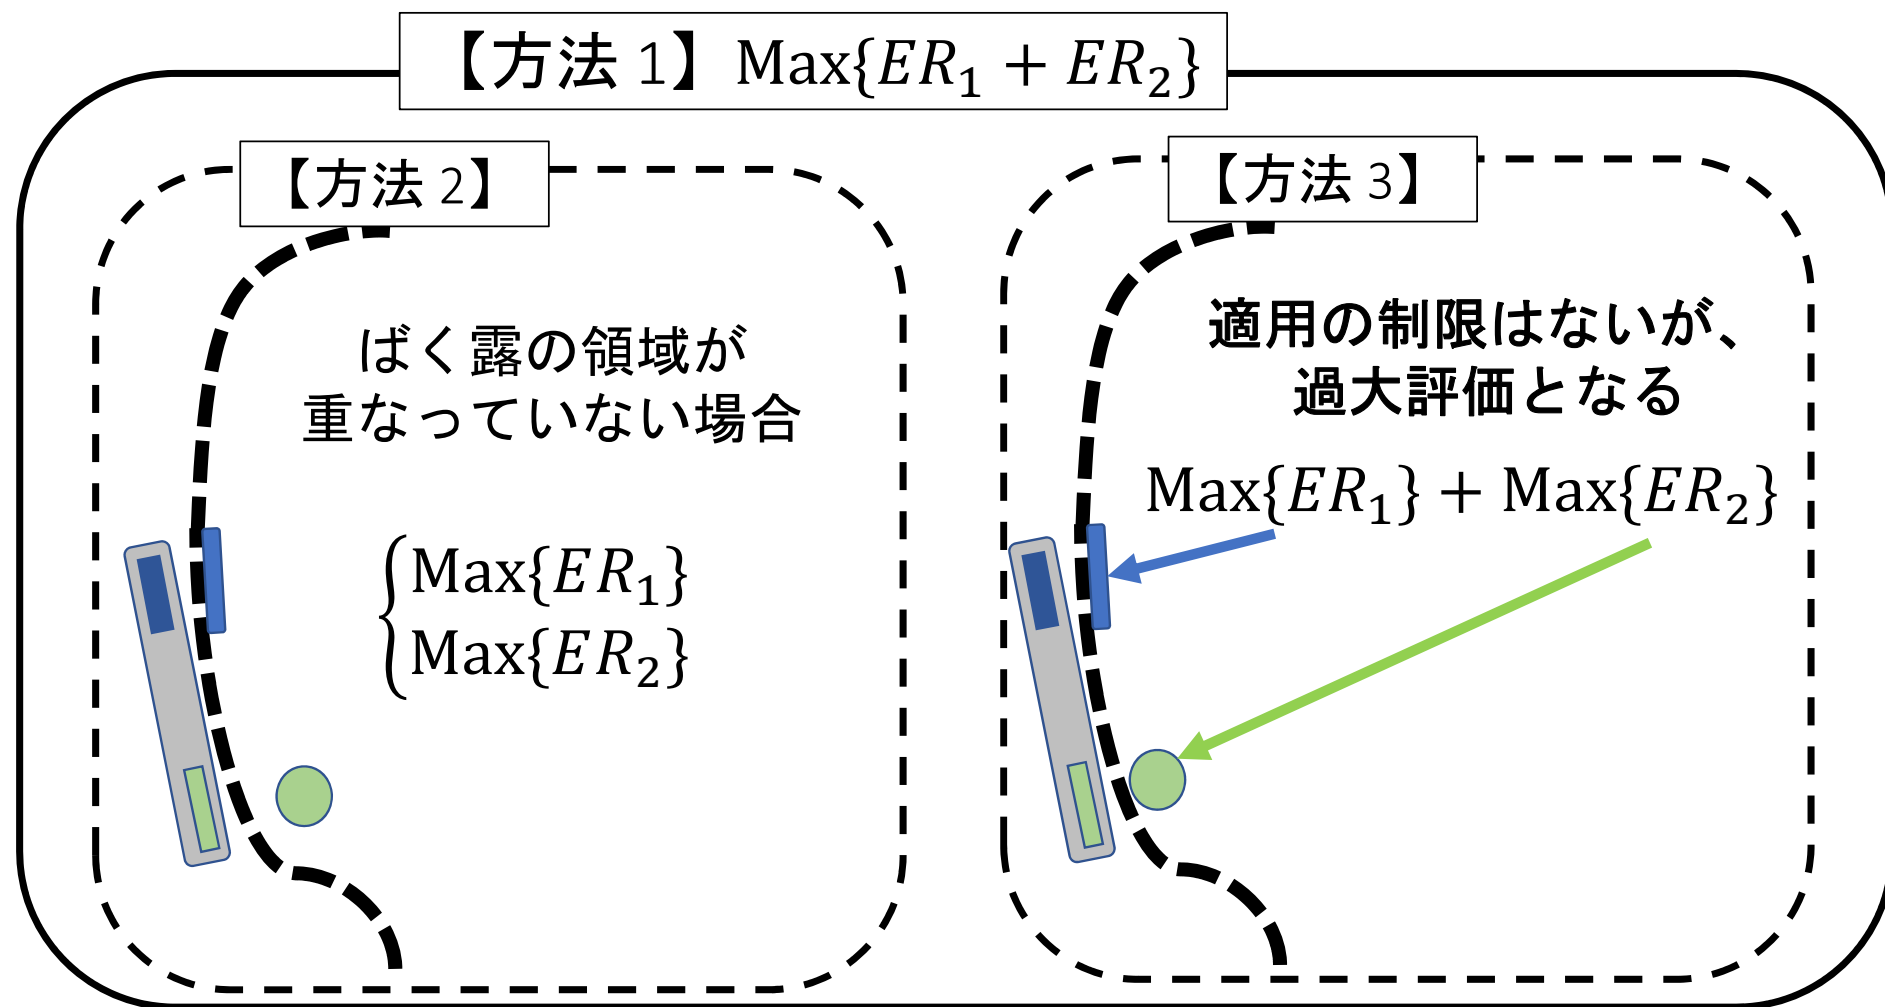 【方法 1】 Max{ER₁ + ER₂}
【方法 2】
ばく露の領域が
重なっていない場合
Max{ER₁}
Max{ER₂}
【方法 3】
適用の制限はないが、
過大評価となる
Max{ER₁} + Max{ER₂}